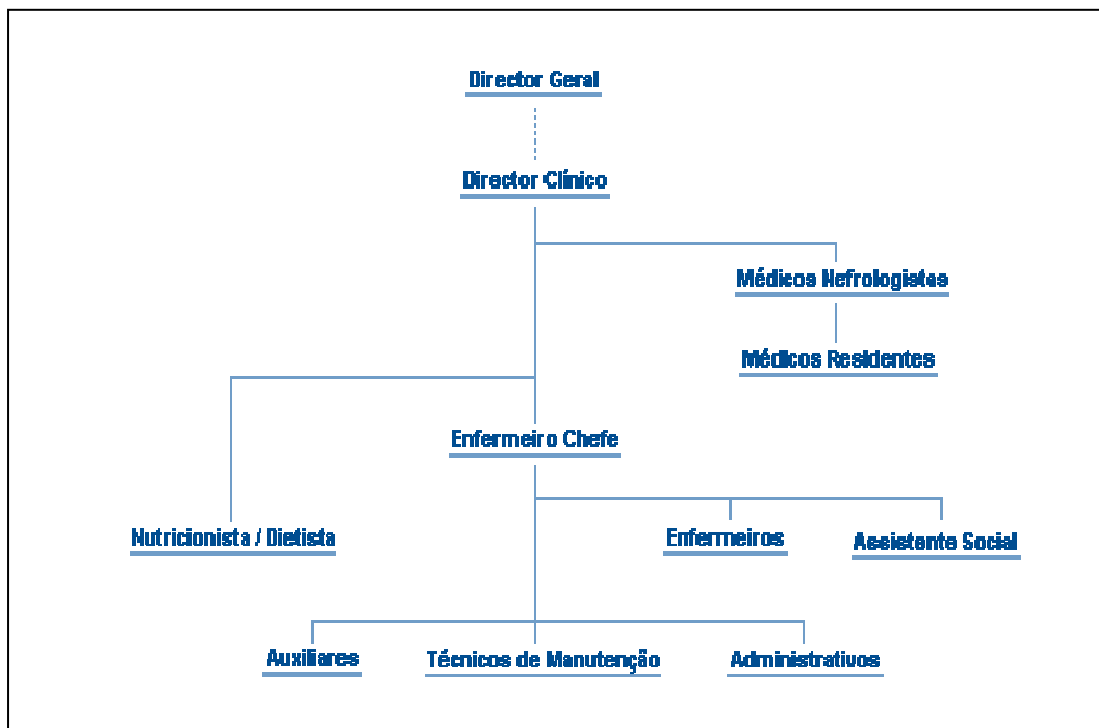 Director Geral
Director Clínico
Médicos Nefrologistas
Médicos Residentes
Enfermeiro Chefe
Nutricionista / Dietista
Enfermeiros
Assistente Social
Auxiliares
Técnicos de Manutenção
Administrativos